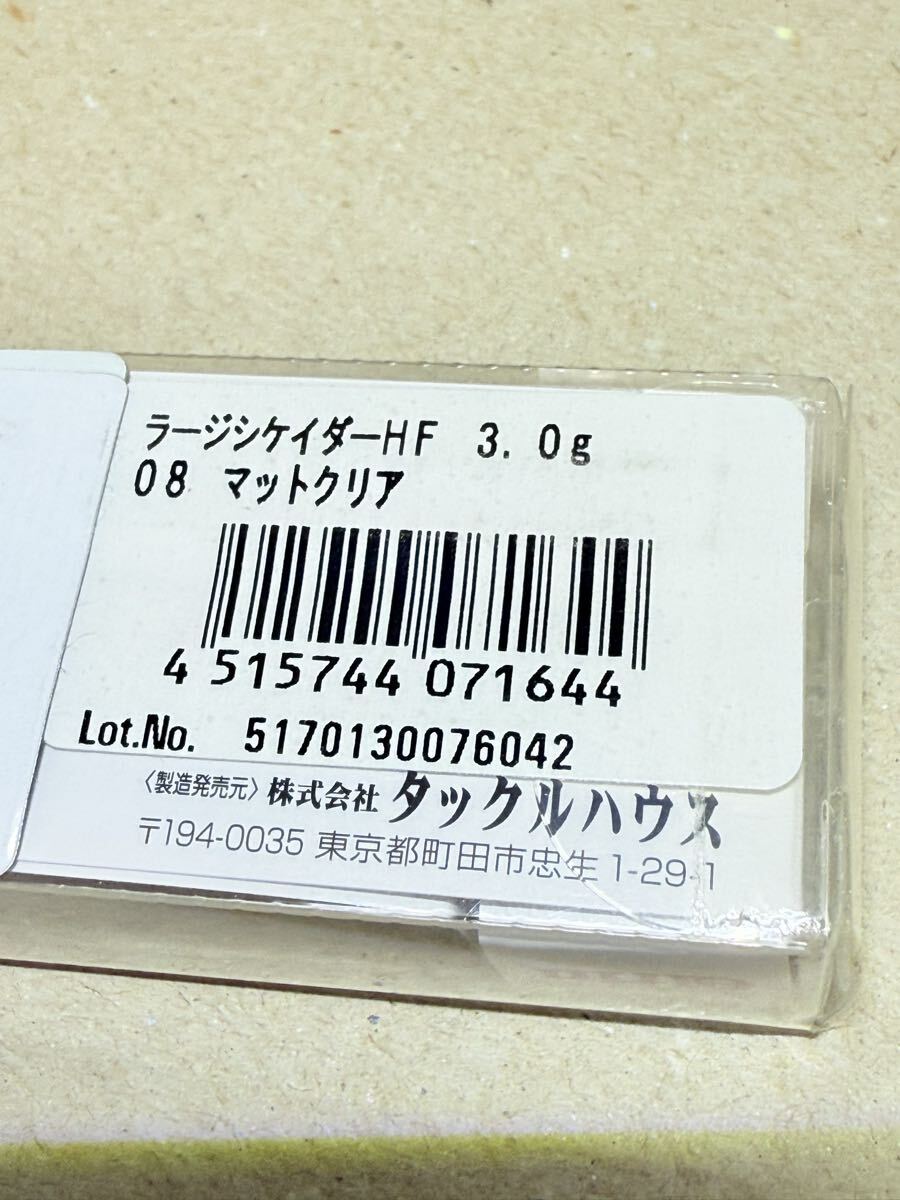 ラージシケイダーHF 3.0g
08 マットクリア
4 515744 071644
Lot.No. 5170130076042
〈製造発売元〉株式会社 タックルハウス
〒194-0035 東京都町田市忠生1-29-1